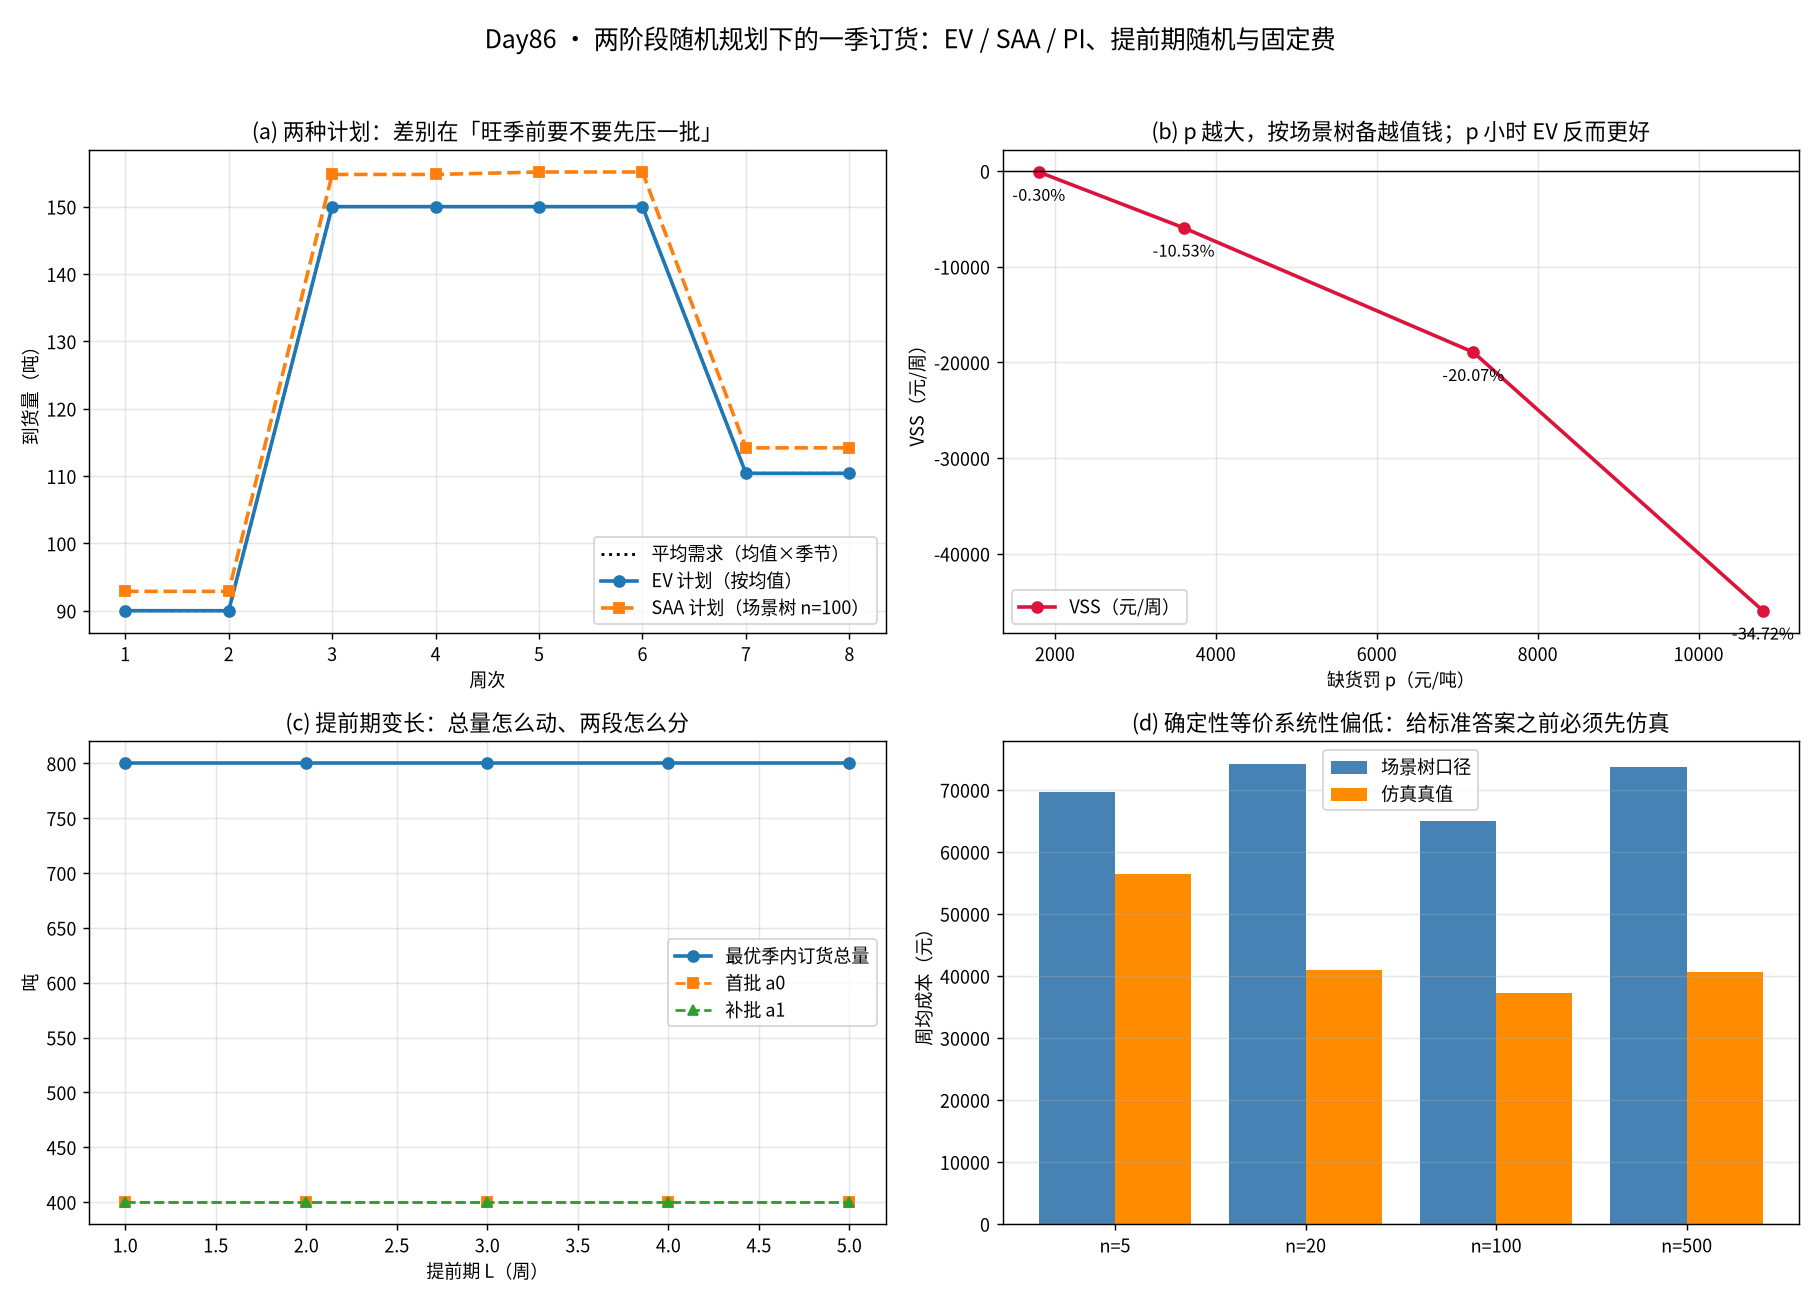 Day86 · 两阶段随机规划下的一季订货：EV / SAA / PI、提前期随机与固定费
(a) 两种计划：差别在「旺季前要不要先压一批」
150
140
130
120
110
100
90
到货量（吨）
平均需求（均值×季节）
EV 计划（按均值）
SAA 计划（场景树 n=100）
1 2 3 4 5 6 7 8
周次
(b) p 越大，按场景树备越值钱；p 小时 EV 反而更好
0
-10000
-20000
-30000
-40000
VSS（元/周）
-0.30%
-10.53%
-20.07%
-34.72%
VSS（元/周）
2000 4000 6000 8000 10000
缺货罚 p（元/吨）
(c) 提前期变长：总量怎么动、两段怎么分
800
750
700
650
600
550
500
450
400
吨
最优季内订货总量
首批 a0
补批 a1
1.0 1.5 2.0 2.5 3.0 3.5 4.0 4.5 5.0
提前期 L（周）
(d) 确定性等价系统性偏低：给标准答案之前必须先仿真
场景树口径
仿真真值
70000
60000
50000
40000
30000
20000
10000
0
周均成本（元）
n=5 n=20 n=100 n=500